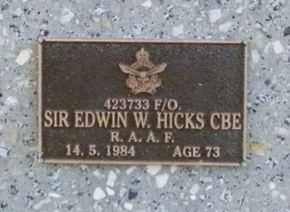 423733 F/O.
SIR EDWIN W. HICKS CBE
R. A. A. F.
14. 5. 1984 AGE 73